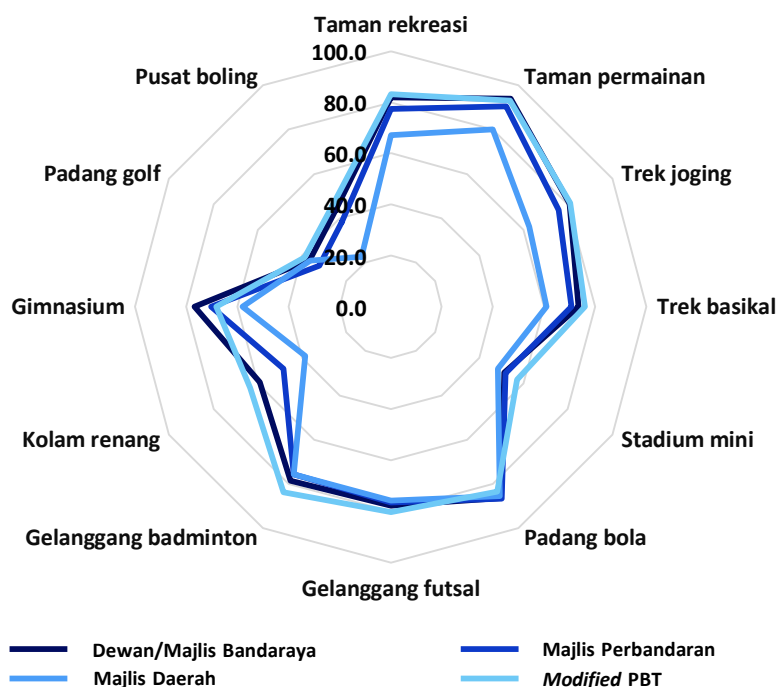 Taman rekreasi
100.0
Pusat boling
Taman permainan
80.0
Padang golf
60.0
Trek joging
40.0
20.0
Gimnasium
0.0
Trek basikal
Kolam renang
Stadium mini
Gelanggang badminton
Padang bola
Gelanggang futsal
Dewan/Majlis Bandaraya
Majlis Perbandaran
Majlis Daerah
Modified PBT